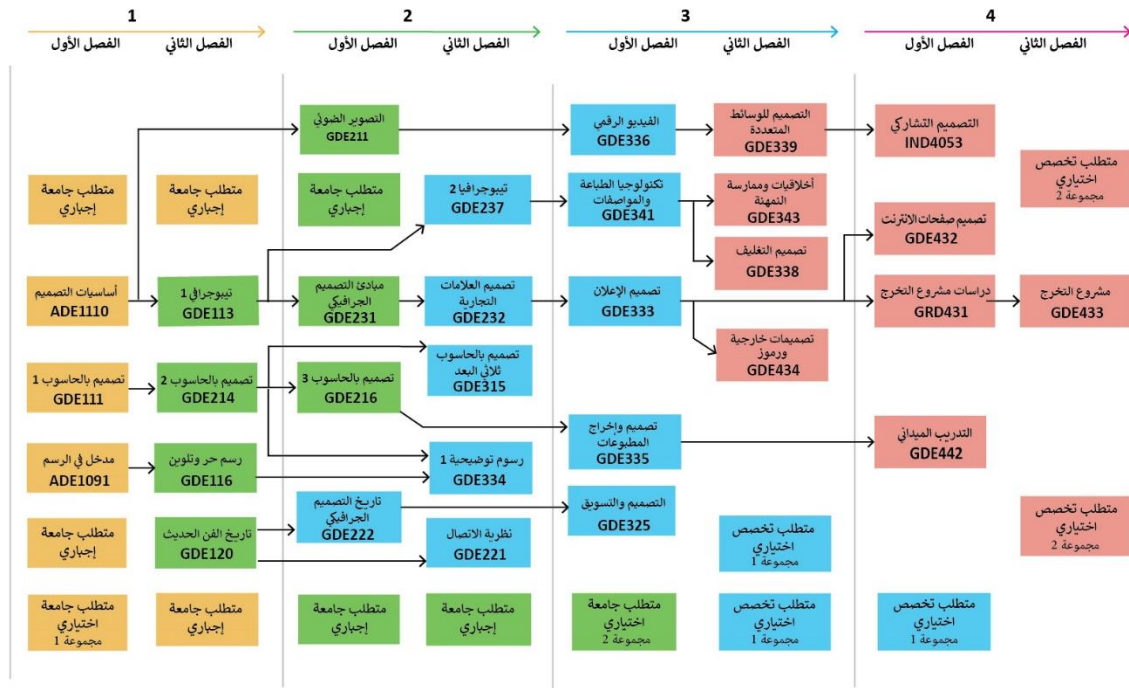 1
2
3
4
الفصل الأول
الفصل الثاني
الفصل الأول
الفصل الثاني
الفصل الأول
الفصل الثاني
الفصل الأول
الفصل الثاني
التصوير الضوئي
GDE211
الفيديو الرقمي
GDE336
التصميم للوسائط
المتعددة
GDE339
التصميم التشاركي
IND4053
متطلب تخصص
اختياري
مجموعة 2
متطلب جامعة
إجباري
متطلب جامعة
إجباري
متطلب جامعة
إجباري
تيبوجرافيا 2
GDE237
تكنولوجيا الطباعة
والمواصفات
GDE341
أخلاقيات وممارسة
النمهنة
GDE343
تصميم صفحات الانترنت
GDE432
تصميم التغليف
GDE338
أساسيات التصميم
ADE1110
تيبوجرافي 1
GDE113
مبادئ التصميم
الجرافيكي
GDE231
تصميم العلامات
التجارية
GDE232
تصميم الإعلان
GDE333
دراسات مشروع التخرج
GRD431
مشروع التخرج
GDE433
تصميمات خارجية
ورموز
GDE434
تصميم بالحاسوب 1
GDE111
تصميم بالحاسوب 2
GDE214
تصميم بالحاسوب 3
GDE216
تصميم بالحاسوب
ثلاثي البعد
GDE315
تصميم وإخراج
المطبوعات
GDE335
التدريب الميداني
GDE442
مدخل في الرسم
ADE1091
رسم حر وتلوين
GDE116
رسوم توضيحية 1
GDE334
متطلب جامعة
إجباري
تاريخ الفن الحديث
GDE120
تاريخ التصميم
الجرافيكي
GDE222
نظرية الاتصال
GDE221
التصميم والتسويق
GDE325
متطلب تخصص
اختياري
مجموعة 1
متطلب تخصص
اختياري
مجموعة 2
متطلب جامعة
اختياري
مجموعة 1
متطلب جامعة
إجباري
متطلب جامعة
إجباري
متطلب جامعة
إجباري
متطلب جامعة
اختياري
مجموعة 2
متطلب تخصص
اختياري
مجموعة 1
متطلب تخصص
اختياري
مجموعة 1